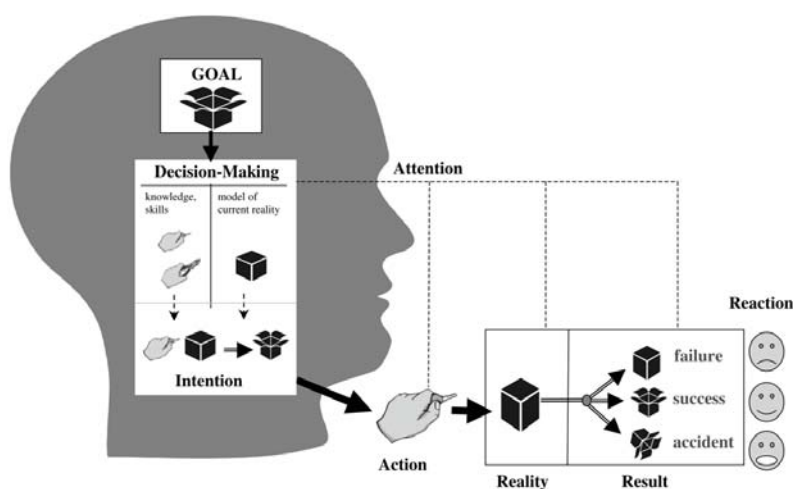 GOAL
Decision-Making
knowledge,
skills
model of
current reality
Intention
Attention
Action
Reality
Result
failure
success
accident
Reaction